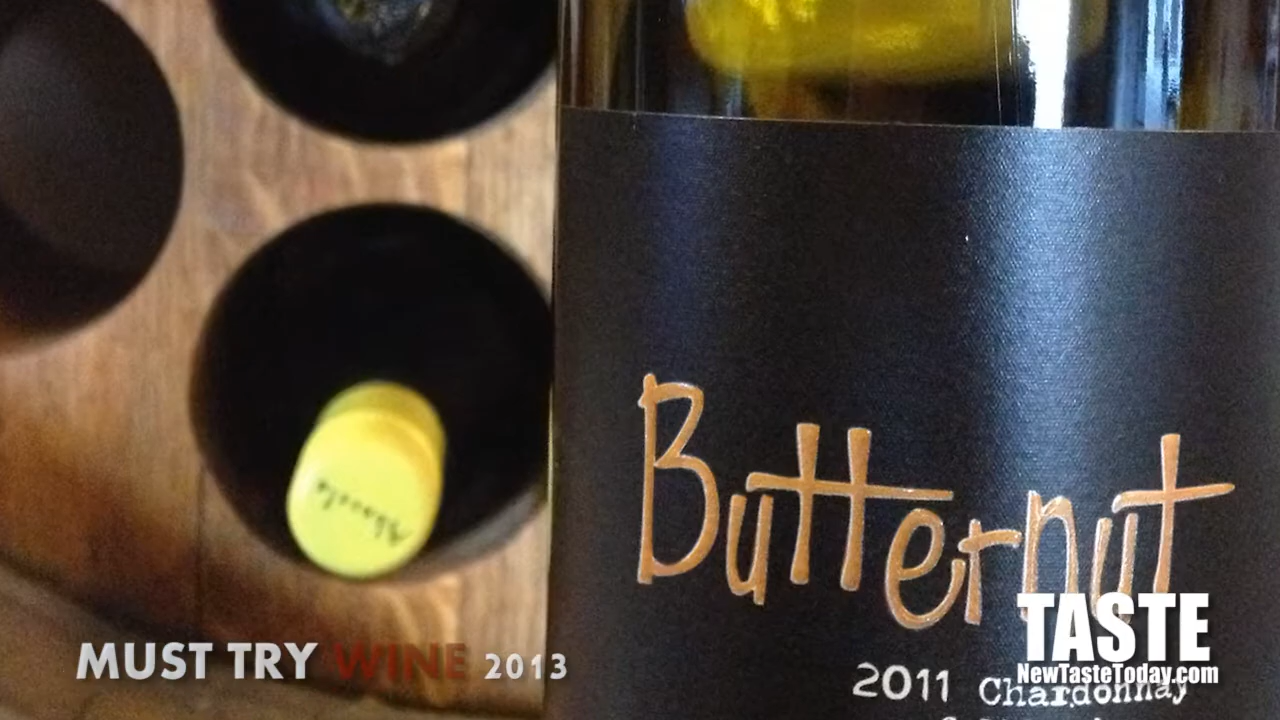 Butternut
2011 Chardonnay
MUST TRY WINE 2013
TASTE
NewTasteToday.com